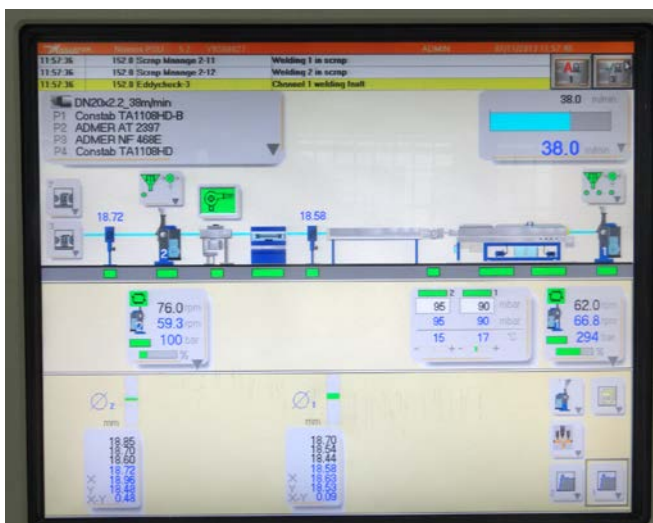 ADMIN
11:57:36 152.0 Scrap Manage 2-11 Welding 1 in scrap
11:57:36 152.0 Scrap Manage 2-12 Welding 2 in scrap
11:57:36 152.0 Eddycheck-3 Channel 1 welding fault
DN20x2.2_38m/min
P1 Constab TA1108HD-B
P2 ADMER AT 2397
P3 ADMER NF 468E
P4 Constab TA1108HD
38.0 m/min
38.0 m/min
18.72 18.58
2 1
76.0 rpm
59.3 rpm
100 bar
%
2 1
95 90 mbar
95 90 mbar
15 17 °C
- + - +
62.0 rpm
66.8 rpm
294 bar
%
Ø 2
mm
18.85
18.70
18.60
18.72
X 18.96
Y 18.48
X-Y 0.48
Ø 1
mm
18.70
18.54
18.44
18.58
X 18.63
Y 18.53
X-Y 0.09